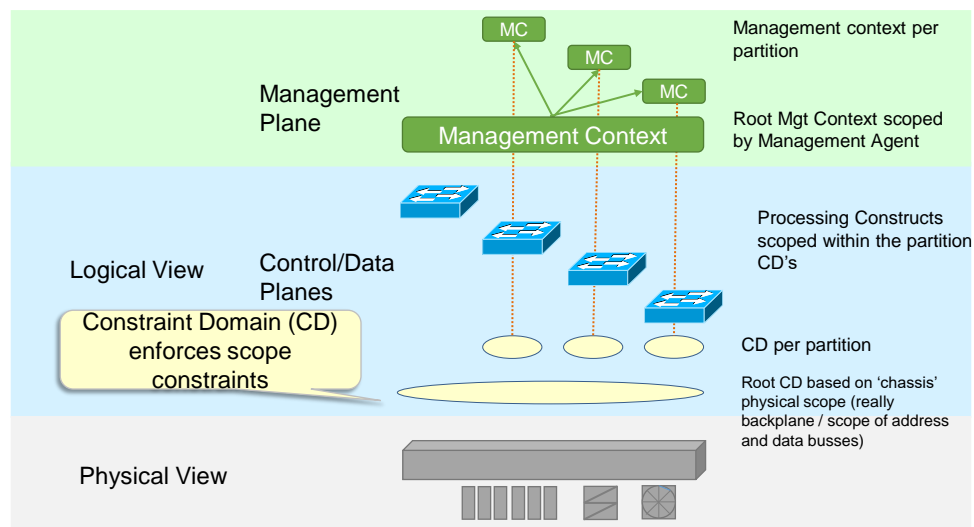 MC
MC
MC
Management context per
partition
Management
Plane
Management Context
Root Mgt Context scoped
by Management Agent
Logical View
Control/Data
Planes
Processing Constructs
scoped within the partition
CD's
Constraint Domain (CD)
enforces scope
constraints
CD per partition
Root CD based on ‘chassis’
physical scope (really
backplane / scope of address
and data busses)
Physical View